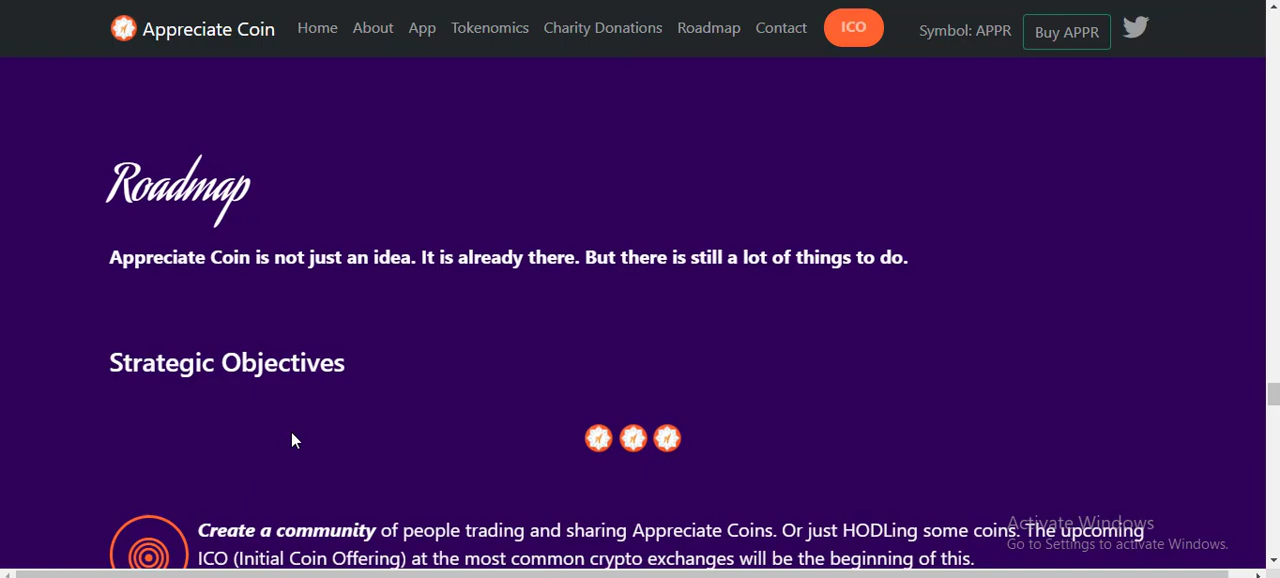 Appreciate Coin Home About App Tokenomics Charity Donations Roadmap Contact ICO Symbol: APPR Buy APPR
Roadmap
Appreciate Coin is not just an idea. It is already there. But there is still a lot of things to do.
Strategic Objectives
Create a community of people trading and sharing Appreciate Coins. Or just HODLing some coins. The upcoming
ICO (Initial Coin Offering) at the most common crypto exchanges will be the beginning of this.
Activate Windows
Go to Settings to activate Windows.